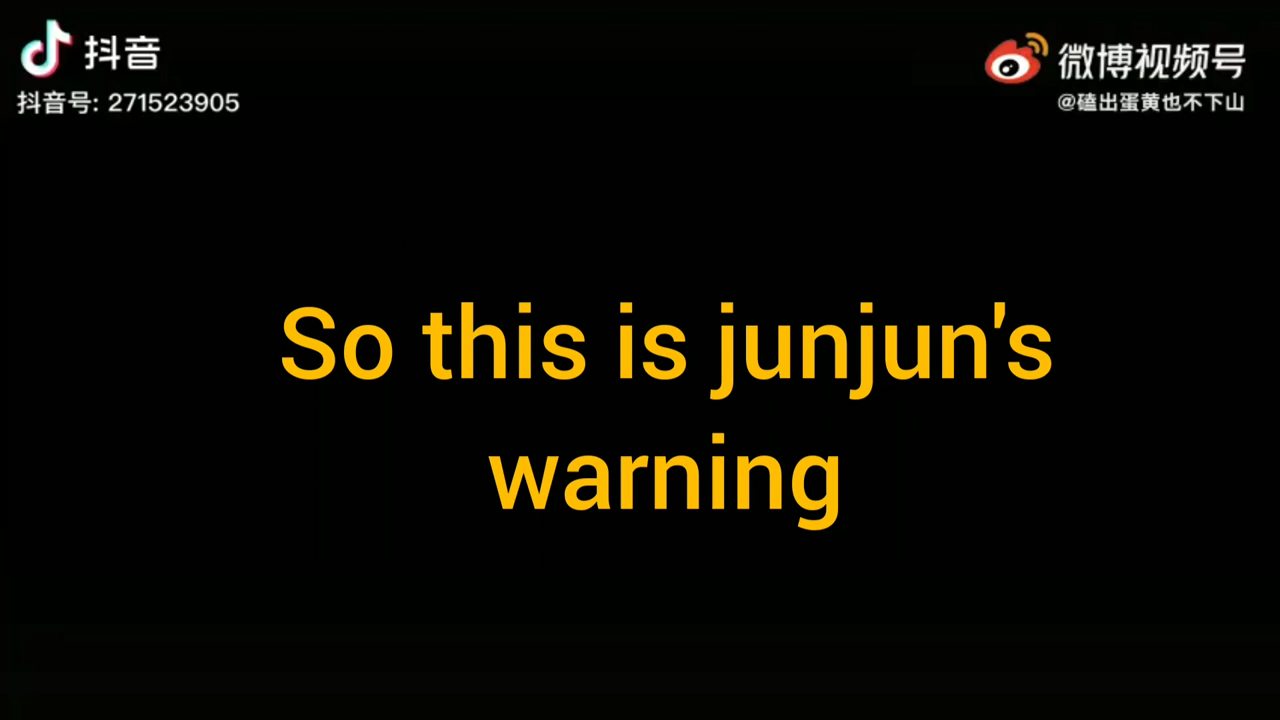 抖音
抖音号: 271523905
微博视频号
@磕出蛋黄也不下山
So this is junjun's
warning